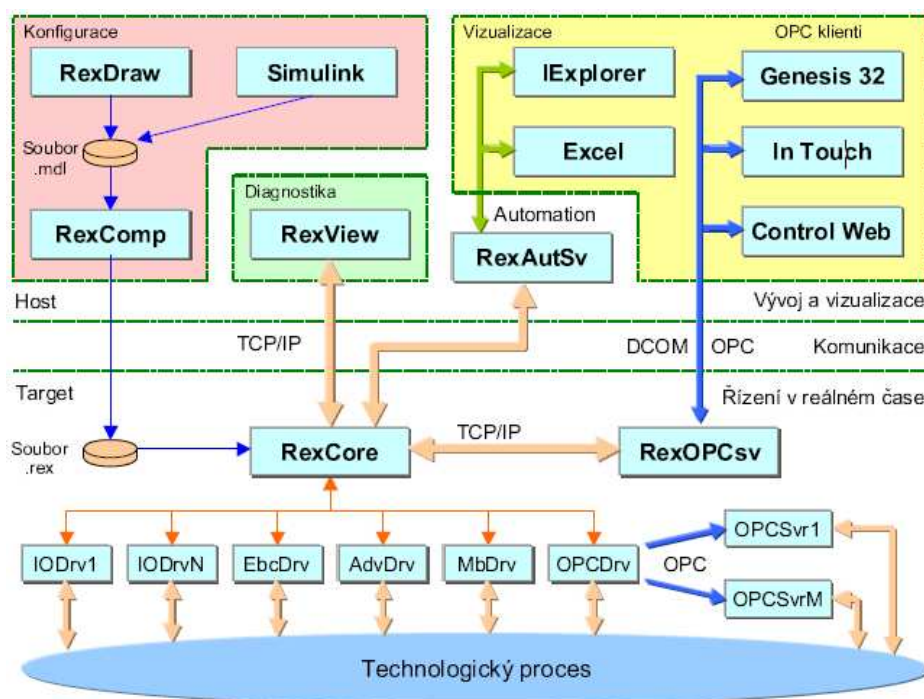 Konfigurace
RexDraw
Simulink
Soubor
.mdl
RexComp
Diagnostika
RexView
Vizualizace
OPC klienti
IExplorer
Genesis 32
Excel
In Touch
Automation
Control Web
RexAutSv
Host
Vývoj a vizualizace
TCP/IP
DCOM
OPC
Komunikace
Target
Řízení v reálném čase
Soubor
.rex
RexCore
TCP/IP
RexOPCsv
IODrv1
IODrvN
EbcDrv
AdvDrv
MbDrv
OPCDrv
OPC
OPCSvr1
OPCSvrM
Technologický proces